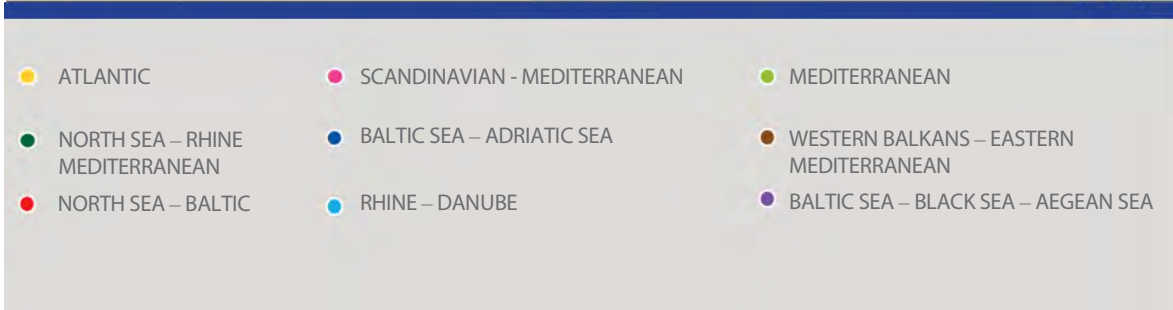 ATLANTIC
SCANDINAVIAN - MEDITERRANEAN
MEDITERRANEAN
NORTH SEA – RHINE
MEDITERRANEAN
BALTIC SEA – ADRIATIC SEA
WESTERN BALKANS – EASTERN
MEDITERRANEAN
NORTH SEA – BALTIC
RHINE – DANUBE
BALTIC SEA – BLACK SEA – AEGEAN SEA